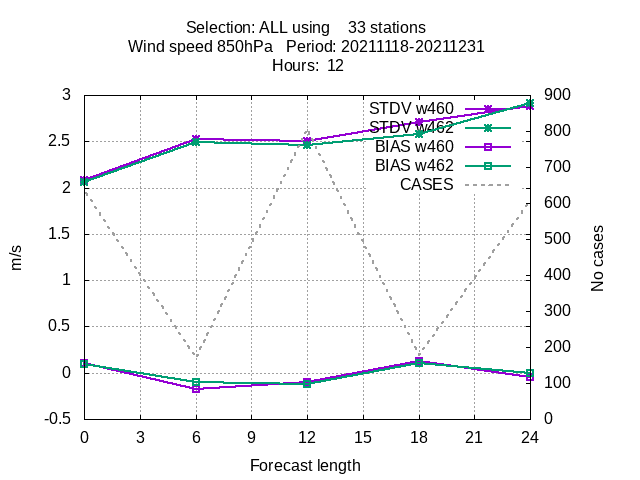 Selection: ALL using 33 stations
Wind speed 850hPa Period: 20211118-20211231
Hours: 12
3
2.5
2
1.5
1
0.5
0
-0.5
m/s
STDV w460
STDV w462
BIAS w460
BIAS w462
CASES
900
800
700
600
500
400
300
200
100
0
No cases
0 3 6 9 12 15 18 21 24
Forecast length